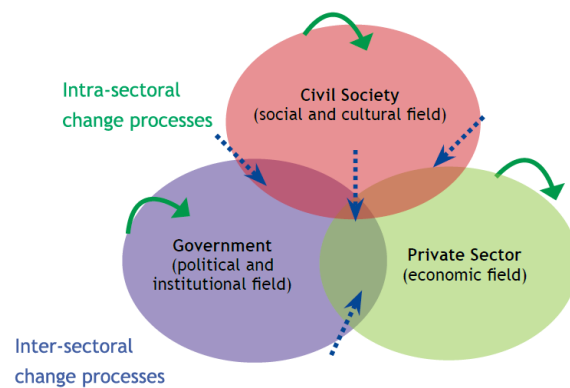 Civil Society
(social and cultural field)
Intra-sectoral
change processes
Government
(political and
institutional field)
Private Sector
(economic field)
Inter-sectoral
change processes